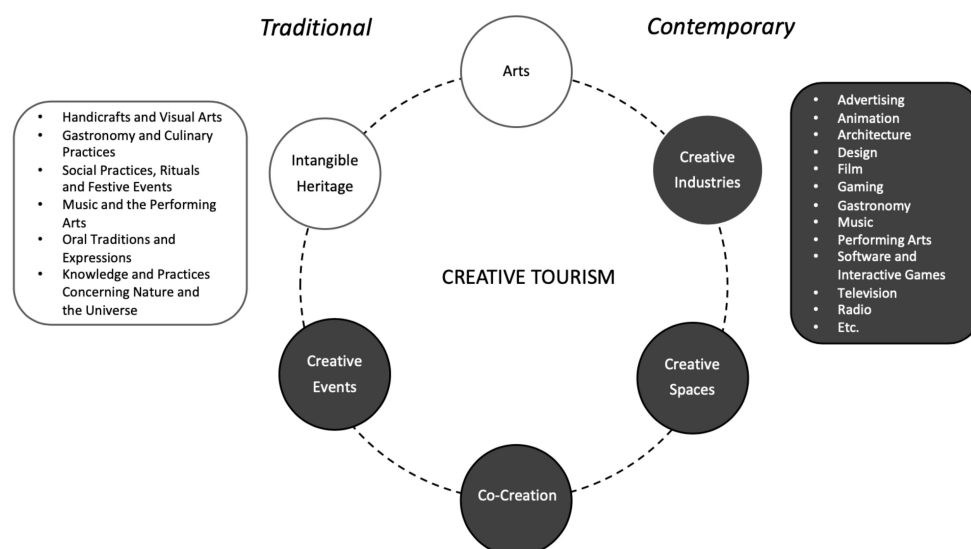 Traditional
Contemporary
Arts
• Handicrafts and Visual Arts
• Gastronomy and Culinary
Practices
• Social Practices, Rituals
and Festive Events
• Music and the Performing
Arts
• Oral Traditions and
Expressions
• Knowledge and Practices
Concerning Nature and
the Universe
Intangible
Heritage
Creative
Industries
• Advertising
• Animation
• Architecture
• Design
• Film
• Gaming
• Gastronomy
• Music
• Performing Arts
• Software and
Interactive Games
• Television
• Radio
• Etc.
CREATIVE TOURISM
Creative
Events
Creative
Spaces
Co-Creation